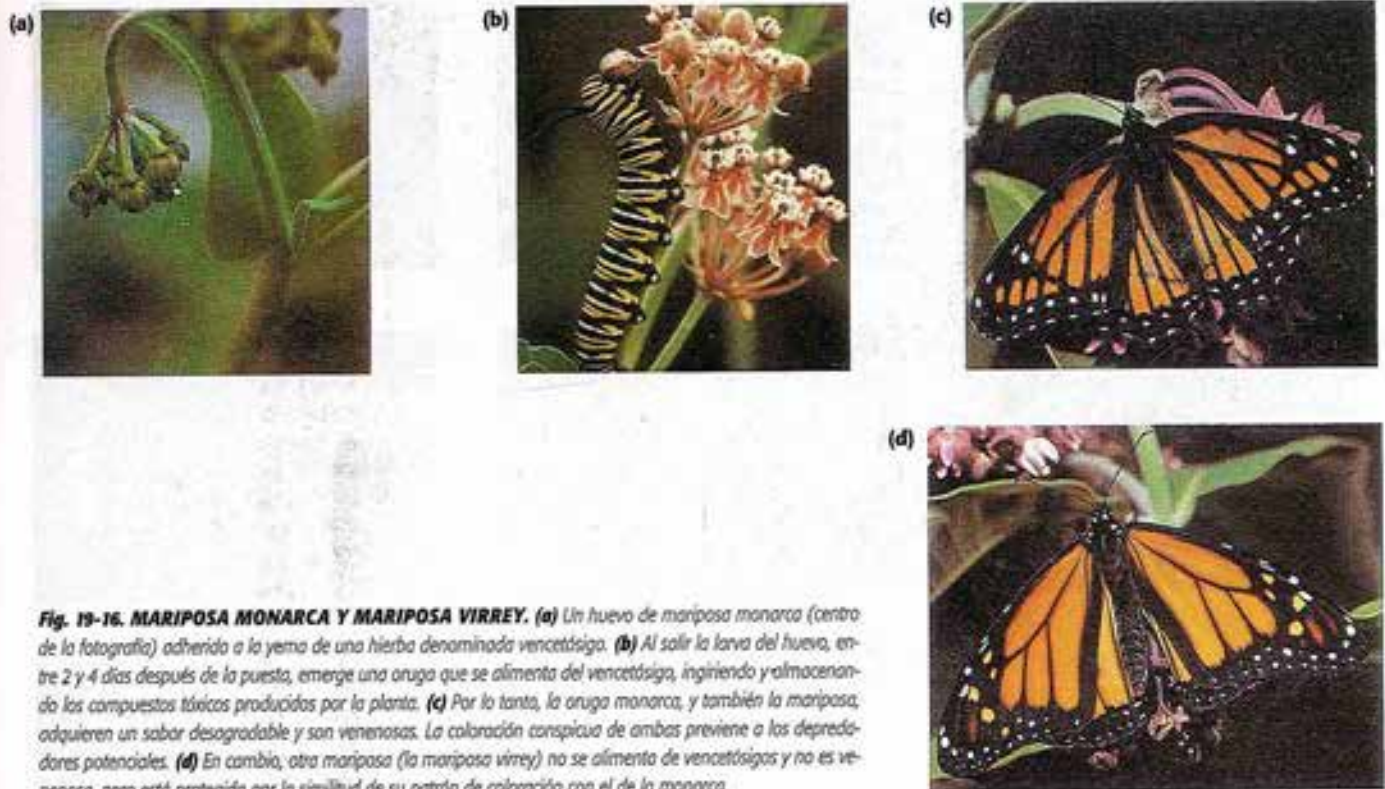 (a)
(b)
(c)
(d)
Fig. 19-16. MARIPOSA MONARCA Y MARIPOSA VIRREY. (a) Un huevo de mariposa monarca (centro
de la fotografía) adherido a la yema de una hierba denominada vencetósigo. (b) Al salir la larva del huevo, en-
tre 2 y 4 días después de la puesta, emerge una oruga que se alimenta del vencetósigo, ingiriendo y almacenan-
do los compuestos tóxicos producidos por la planta. (c) Por lo tanto, la oruga monarca, y también la mariposa,
adquieren un sabor desagradable y son venenosas. La coloración conspicua de ambas previene a los depreda-
dores potenciales. (d) En cambio, otra mariposa (la mariposa virrey) no se alimenta de vencetósigos y no es ve-
nenosa, pero está protegida por la similitud de su patrón de coloración con el de la monarca.